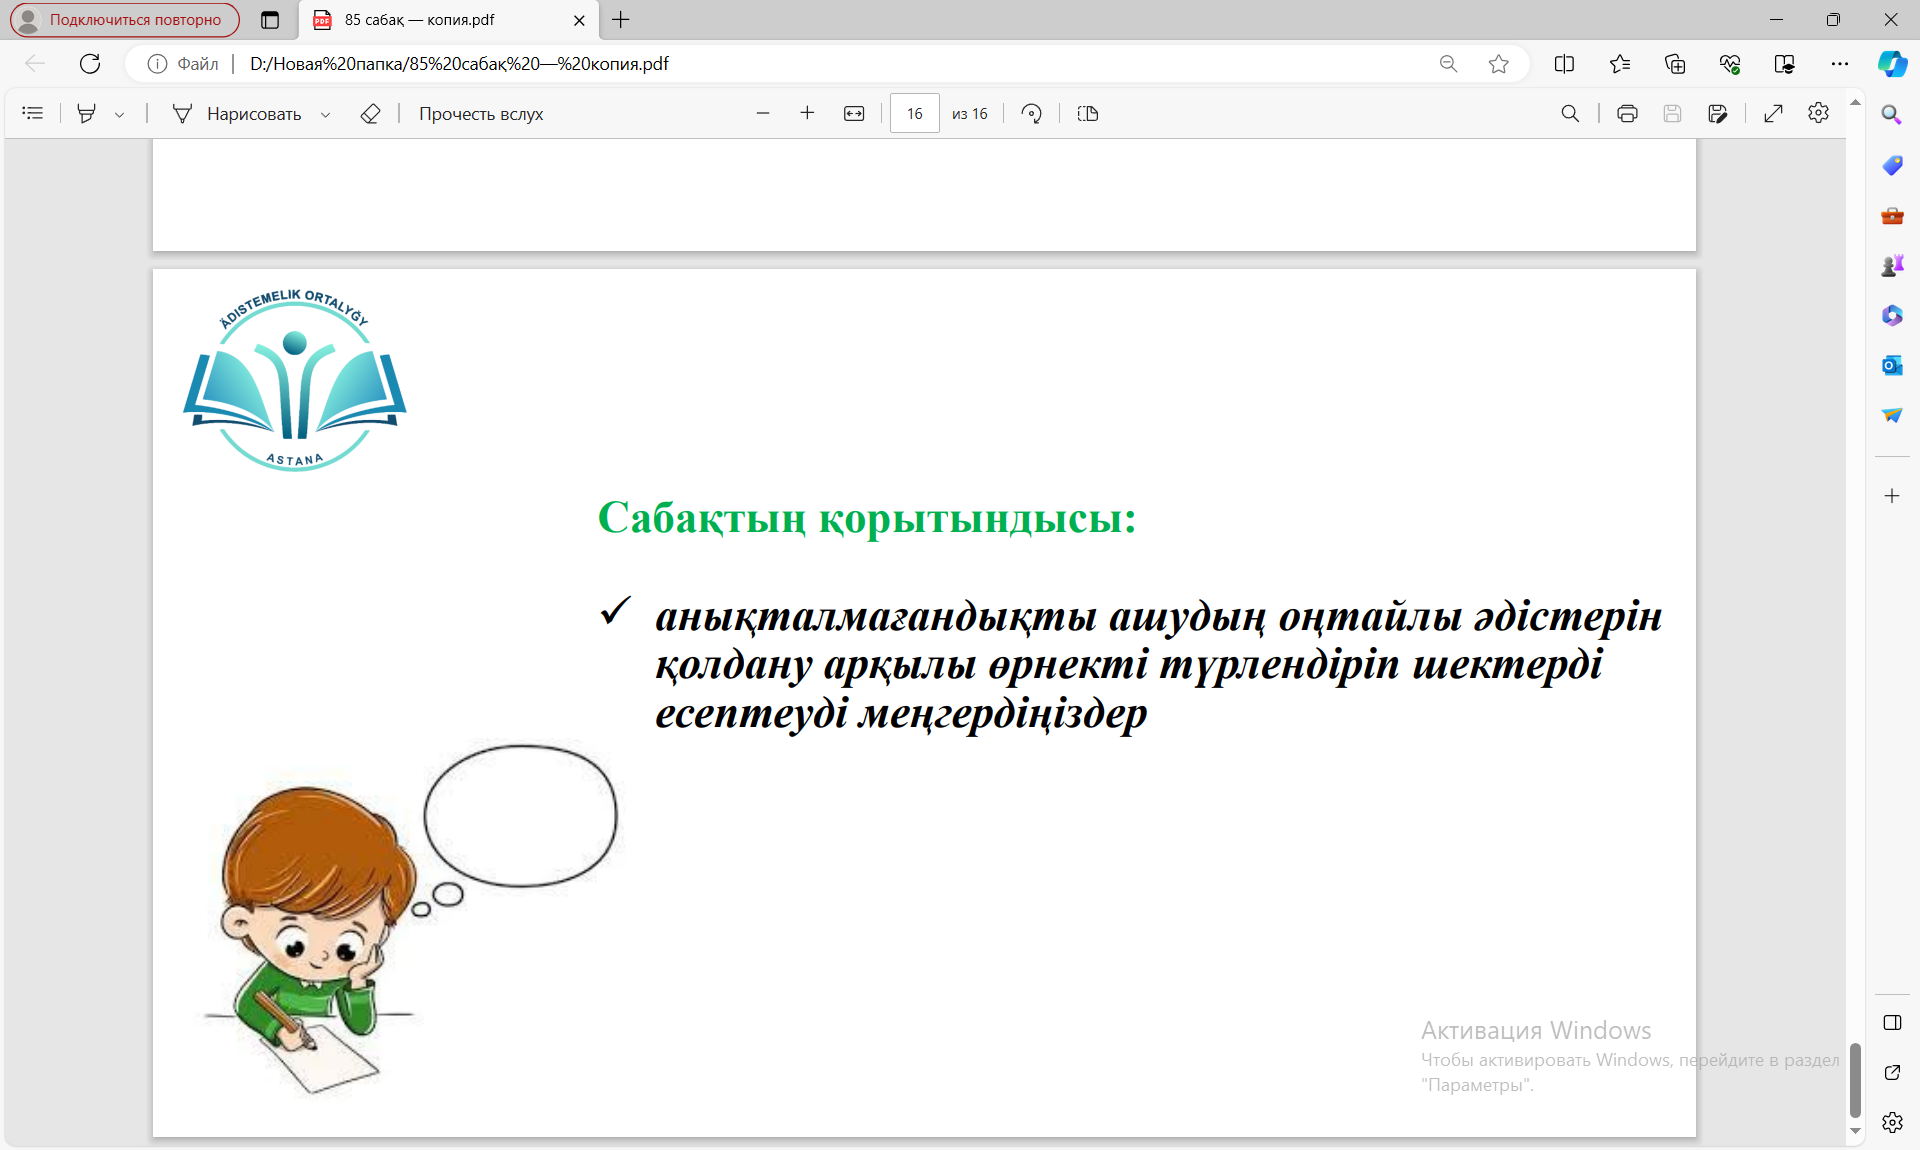 Подключиться повторно
85 сабақ — копия.pdf
Файл
D:/Новая%20папка/85%20сабақ%20—%20копия.pdf
Нарисовать
Прочесть вслух
16
из 16
ÄDISTEMELIK ORTALYĞY
ASTANA
Сабақтың қорытындысы:
✓ анықталмағандықты ашудың оңтайлы әдістерін
қолдану арқылы өрнекті түрлендіріп шектерді
есептеуді меңгердіңіздер
Активация Windows
Чтобы активировать Windows, перейдите в раздел
"Параметры".